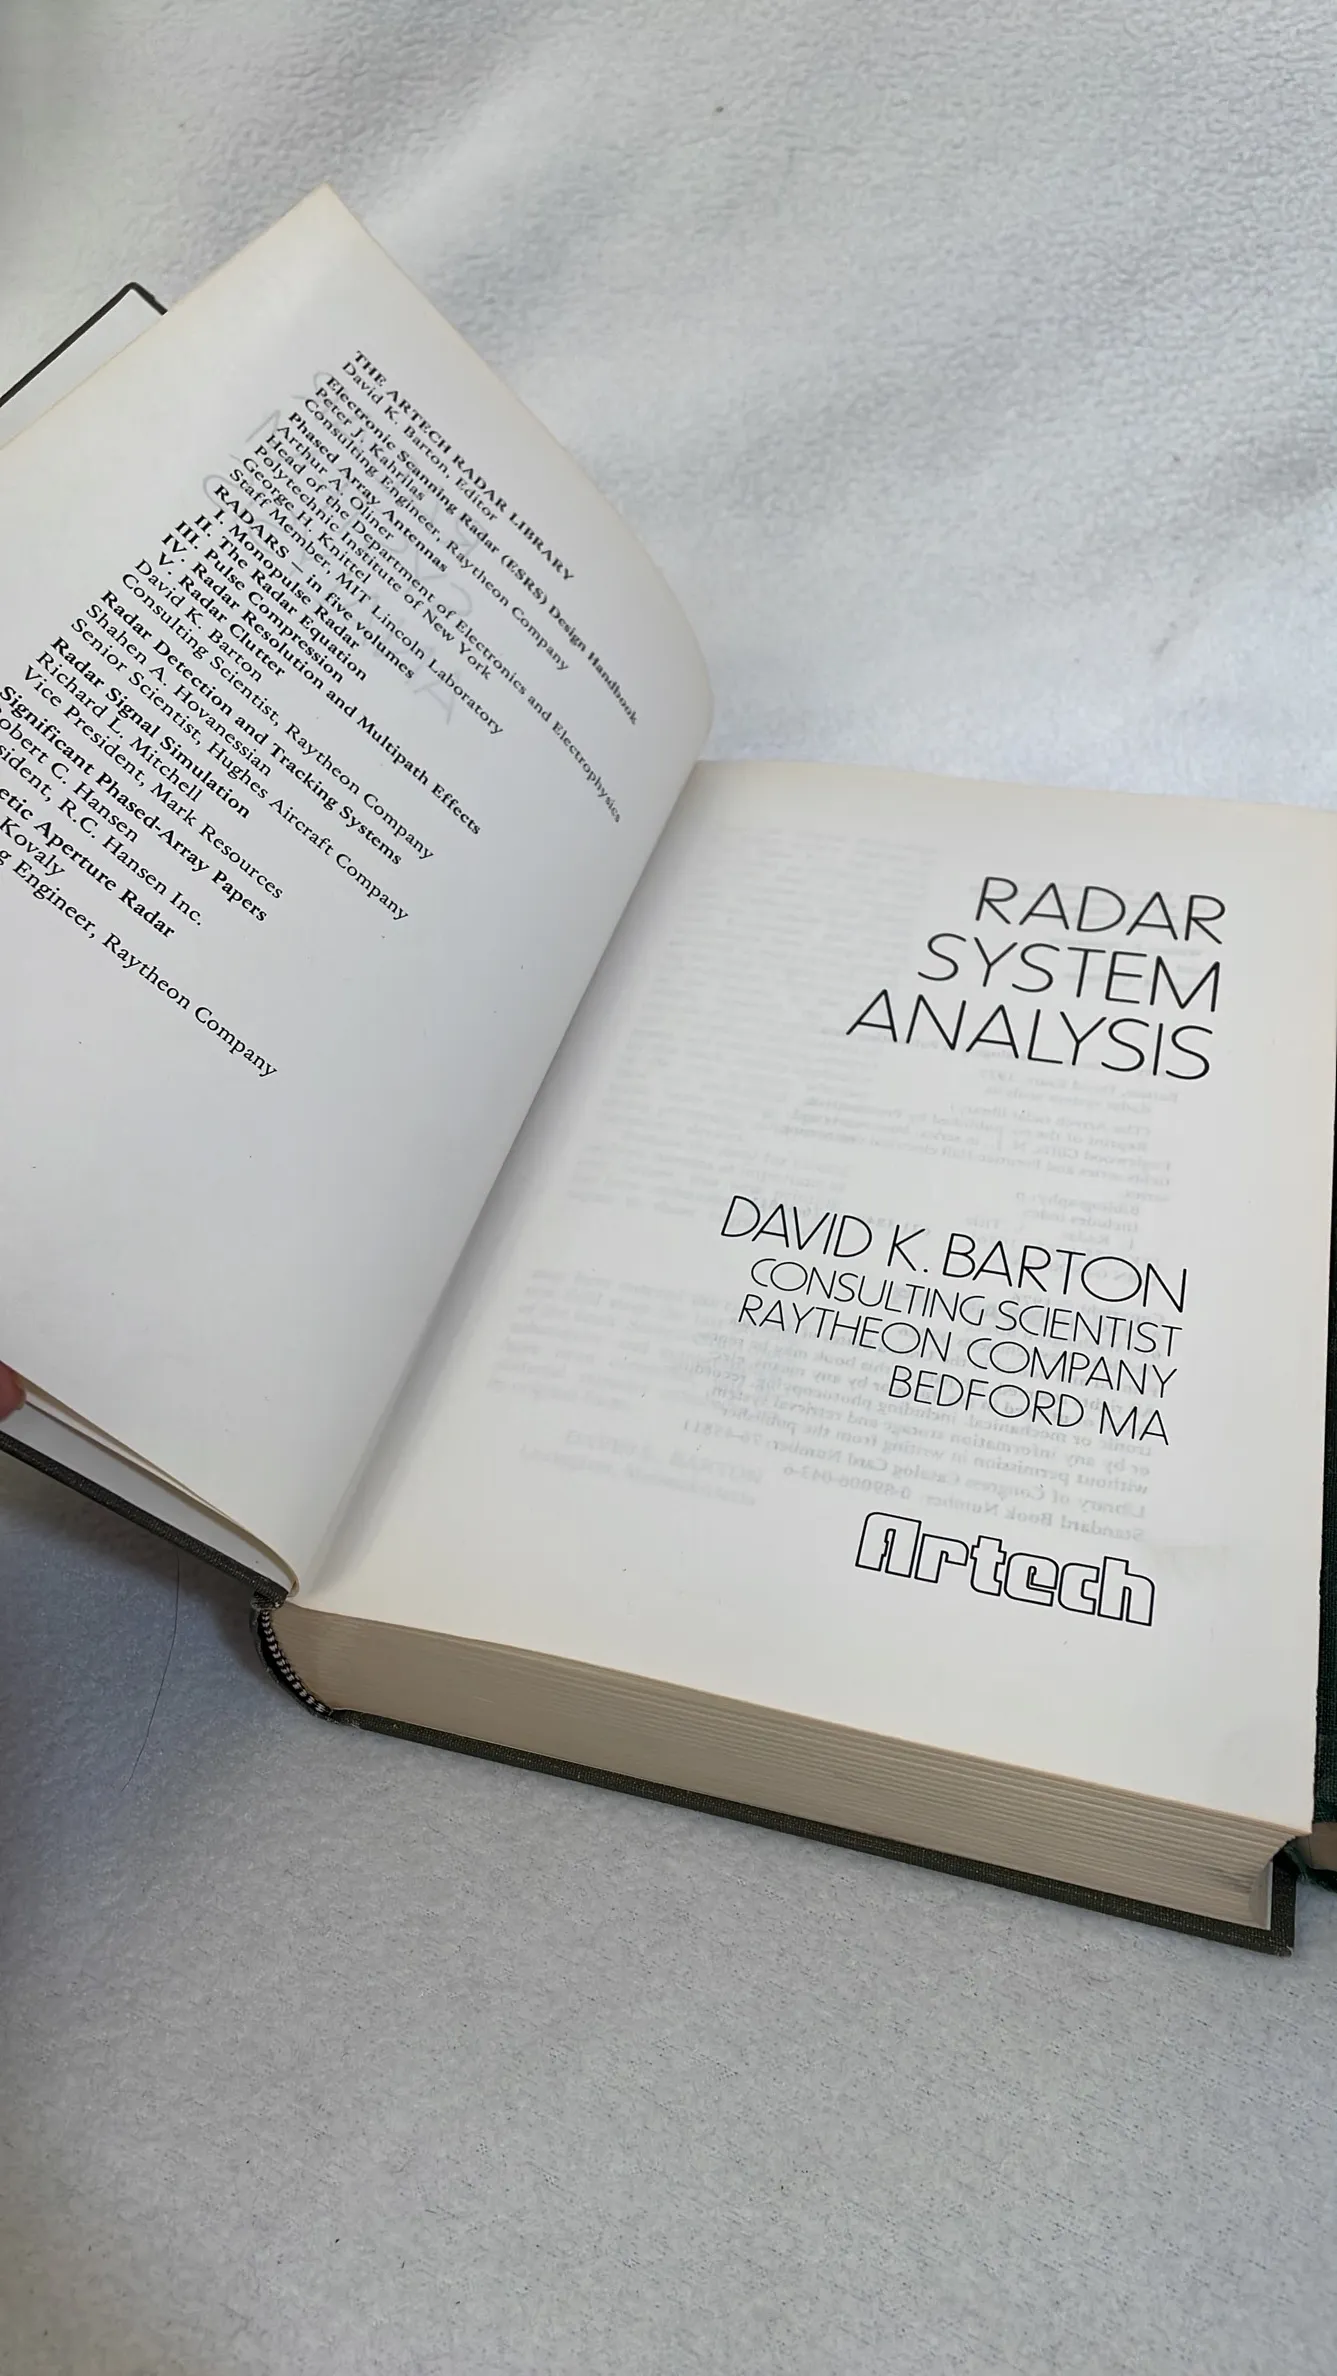 THE ARTECH RADAR LIBRARY
David K. Barton, Editor
Electronic Scanning Radar (ESRS) Design Handbook
Peter J. Kahrilas
Consulting Engineer, Raytheon Company
Phased Array Antennas
Arthur A. Oliner
Head of the Department of Electronics and Electrophysics
Polytechnic Institute of New York
George H. Knittel
Staff Member, MIT Lincoln Laboratory
RADARS — in five volumes
I. Monopulse Radar
II. The Radar Equation
III. Pulse Compression
IV. Radar Resolution and Multipath Effects
V. Radar Clutter
David K. Barton
Consulting Scientist, Raytheon Company
Radar Detection and Tracking Systems
Shahen A. Hovanessian
Senior Scientist, Hughes Aircraft Company
Radar Signal Simulation
Richard L. Mitchell
Vice President, Mark Resources
Significant Phased-Array Papers
obert C. Hansen
sident, R.C. Hansen Inc.
etic Aperture Radar
Kovaly
g Engineer, Raytheon Company
RADAR
SYSTEM
ANALYSIS
DAVID K. BARTON
CONSULTING SCIENTIST
RAYTHEON COMPANY
BEDFORD MA
Artech